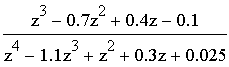 z^3 − 0.7z^2 + 0.4z − 0.1
z^4 − 1.1z^3 + z^2 + 0.3z + 0.025